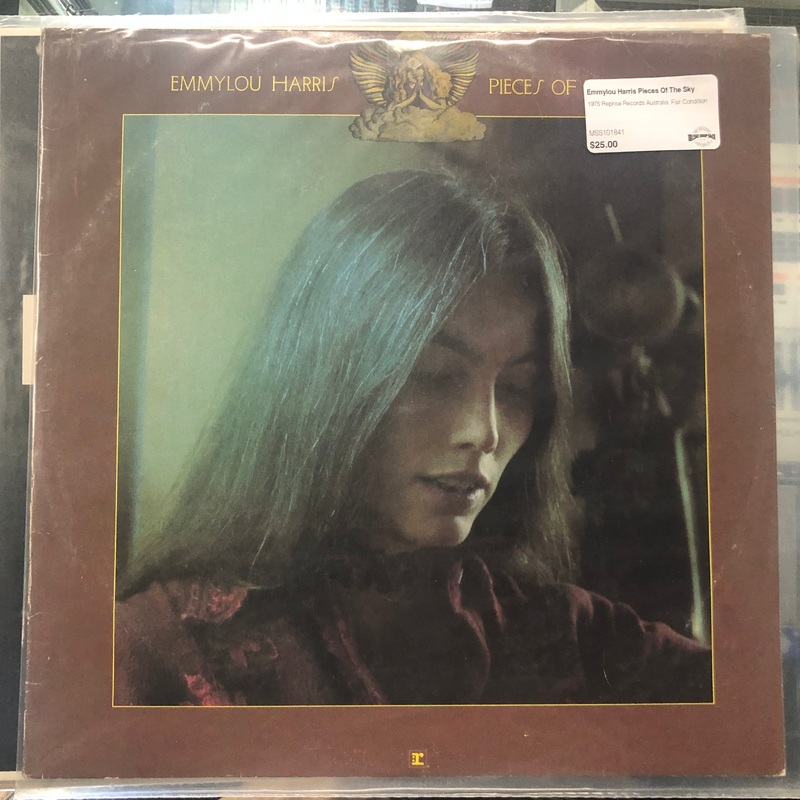 EMMYLOU HARRIS
PIECES OF
Emmylou Harris Pieces Of The Sky
1975 Reprise Records Australia. Fair Condition
MSS101841
$25.00